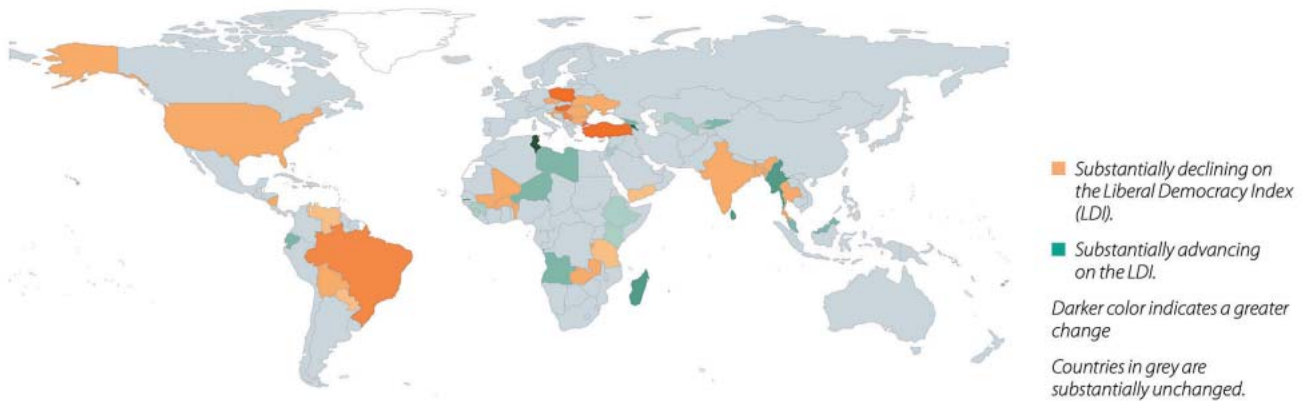 Substantially declining on
the Liberal Democracy Index
(LDI).
Substantially advancing
on the LDI.
Darker color indicates a greater
change
Countries in grey are
substantially unchanged.